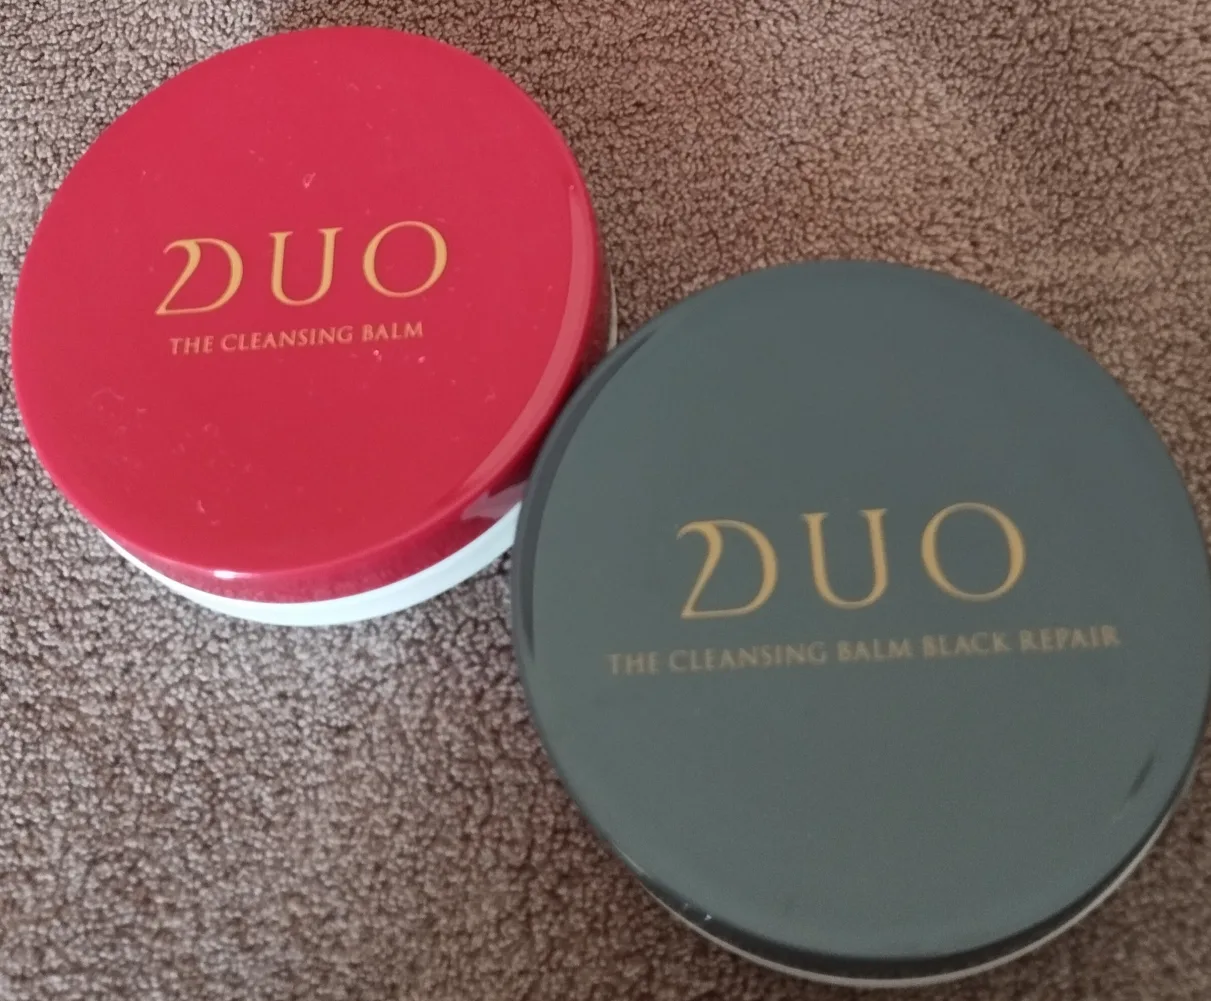 DUO
THE CLEANSING BALM
DUO
THE CLEANSING BALM BLACK REPAIR